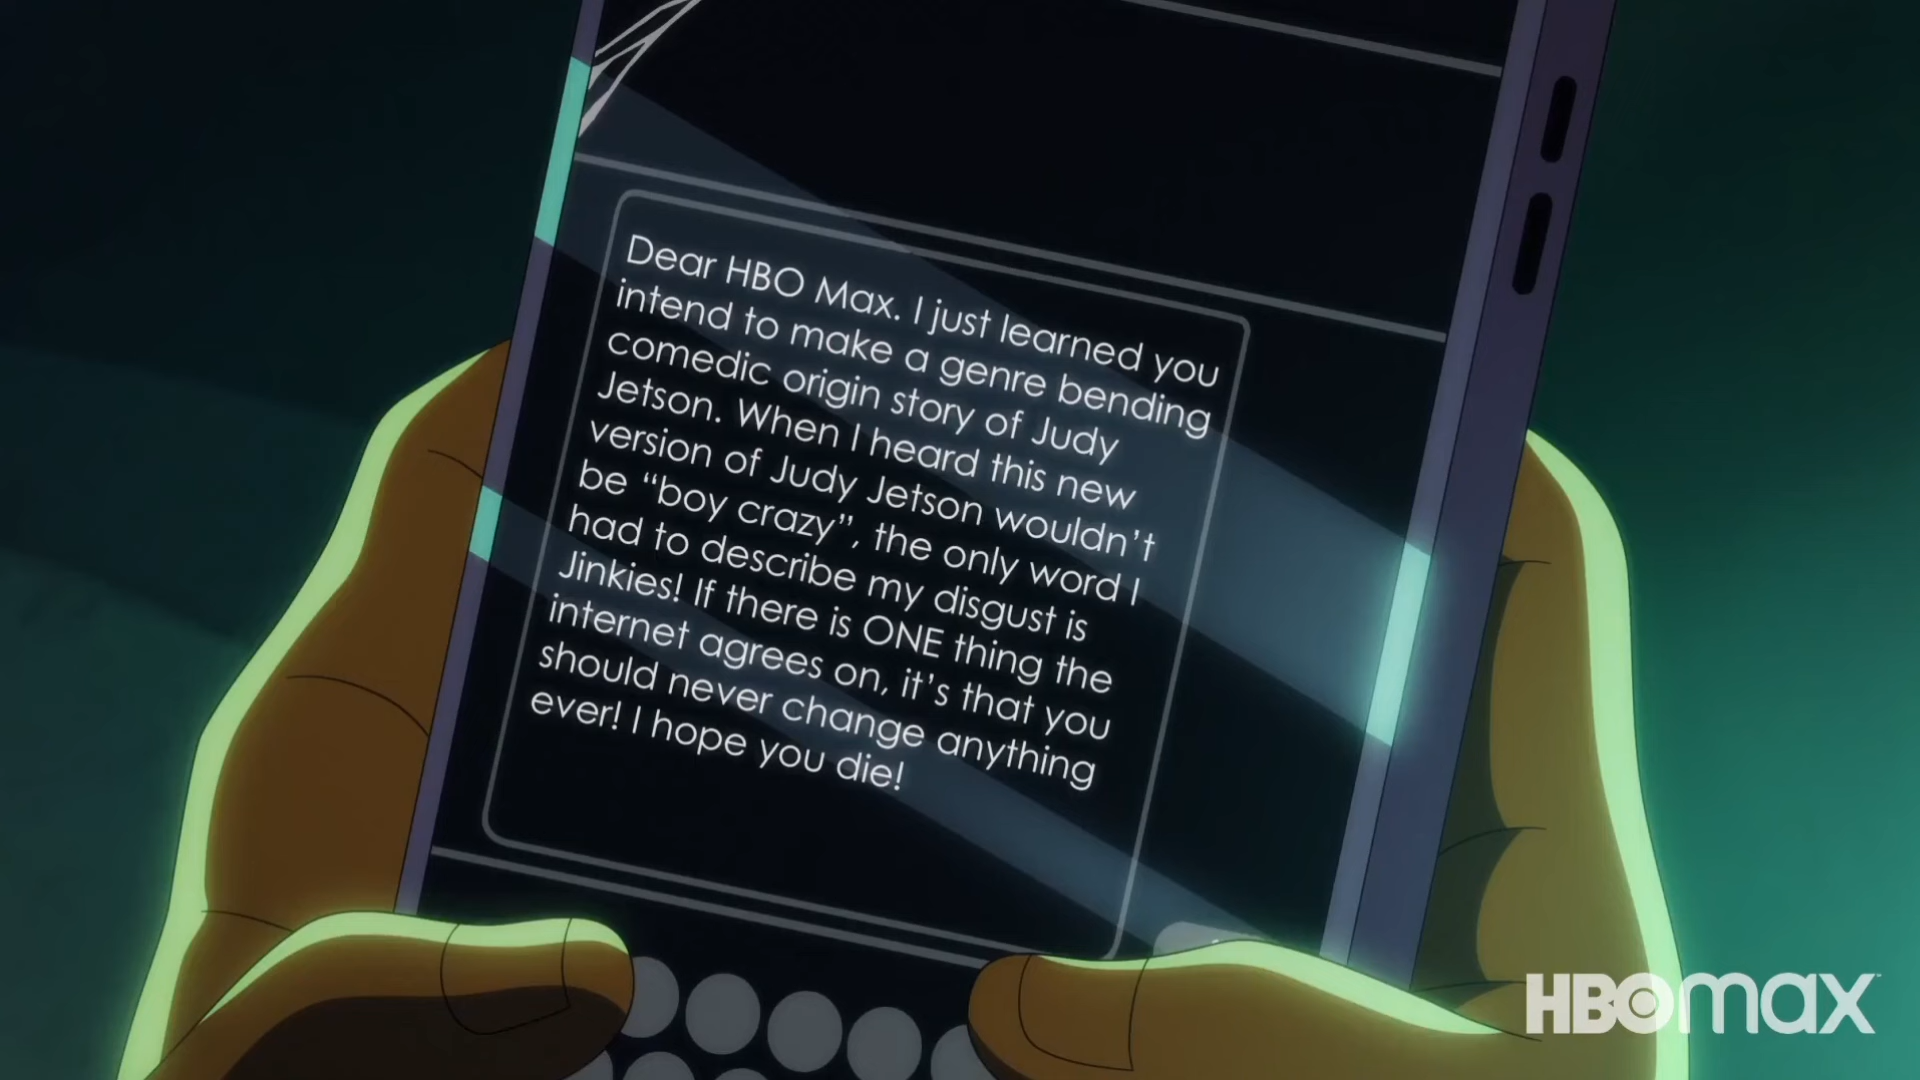 Dear HBO Max. I just learned you
intend to make a genre bending
comedic origin story of Judy
Jetson. When I heard this new
version of Judy Jetson wouldn't
be “boy crazy”, the only word I
had to describe my disgust is
Jinkies! If there is ONE thing the
internet agrees on, it's that you
should never change anything
ever! I hope you die!
HBOmax